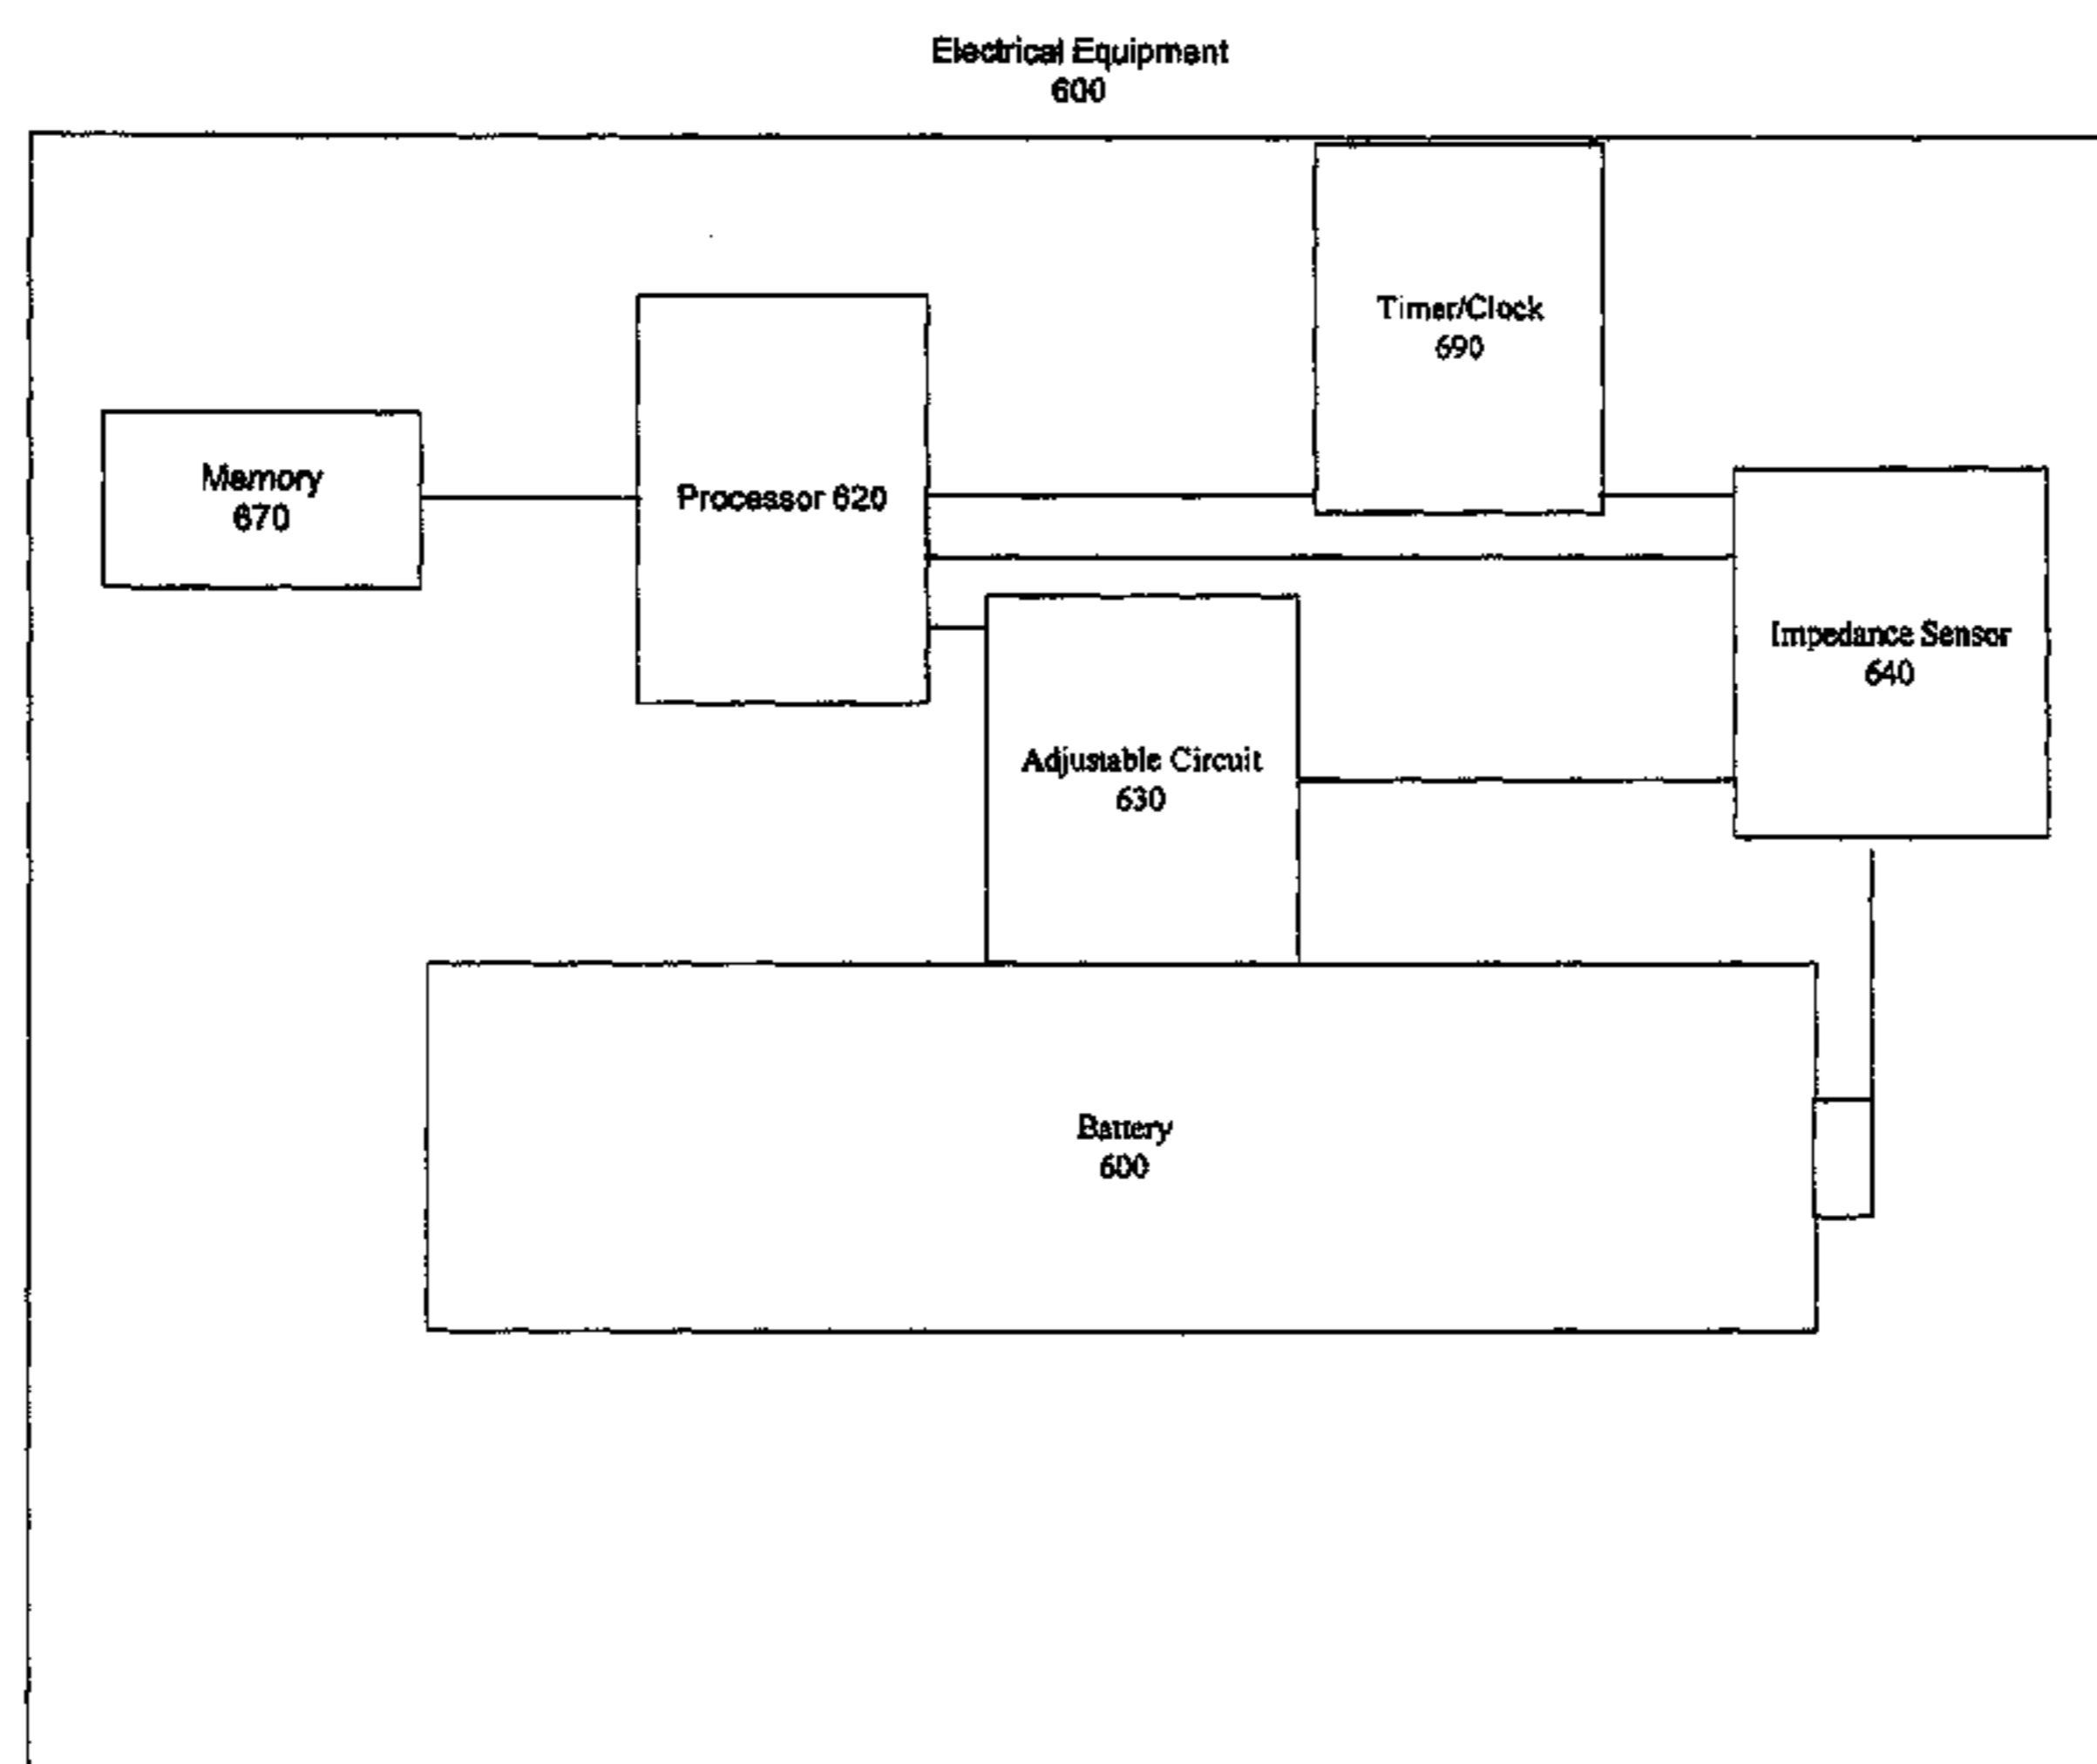 Electrical Equipment
600
Timer/Clock
690
Memory
670
Processor 620
Impedance Sensor
640
Adjustable Circuit
630
Battery
600